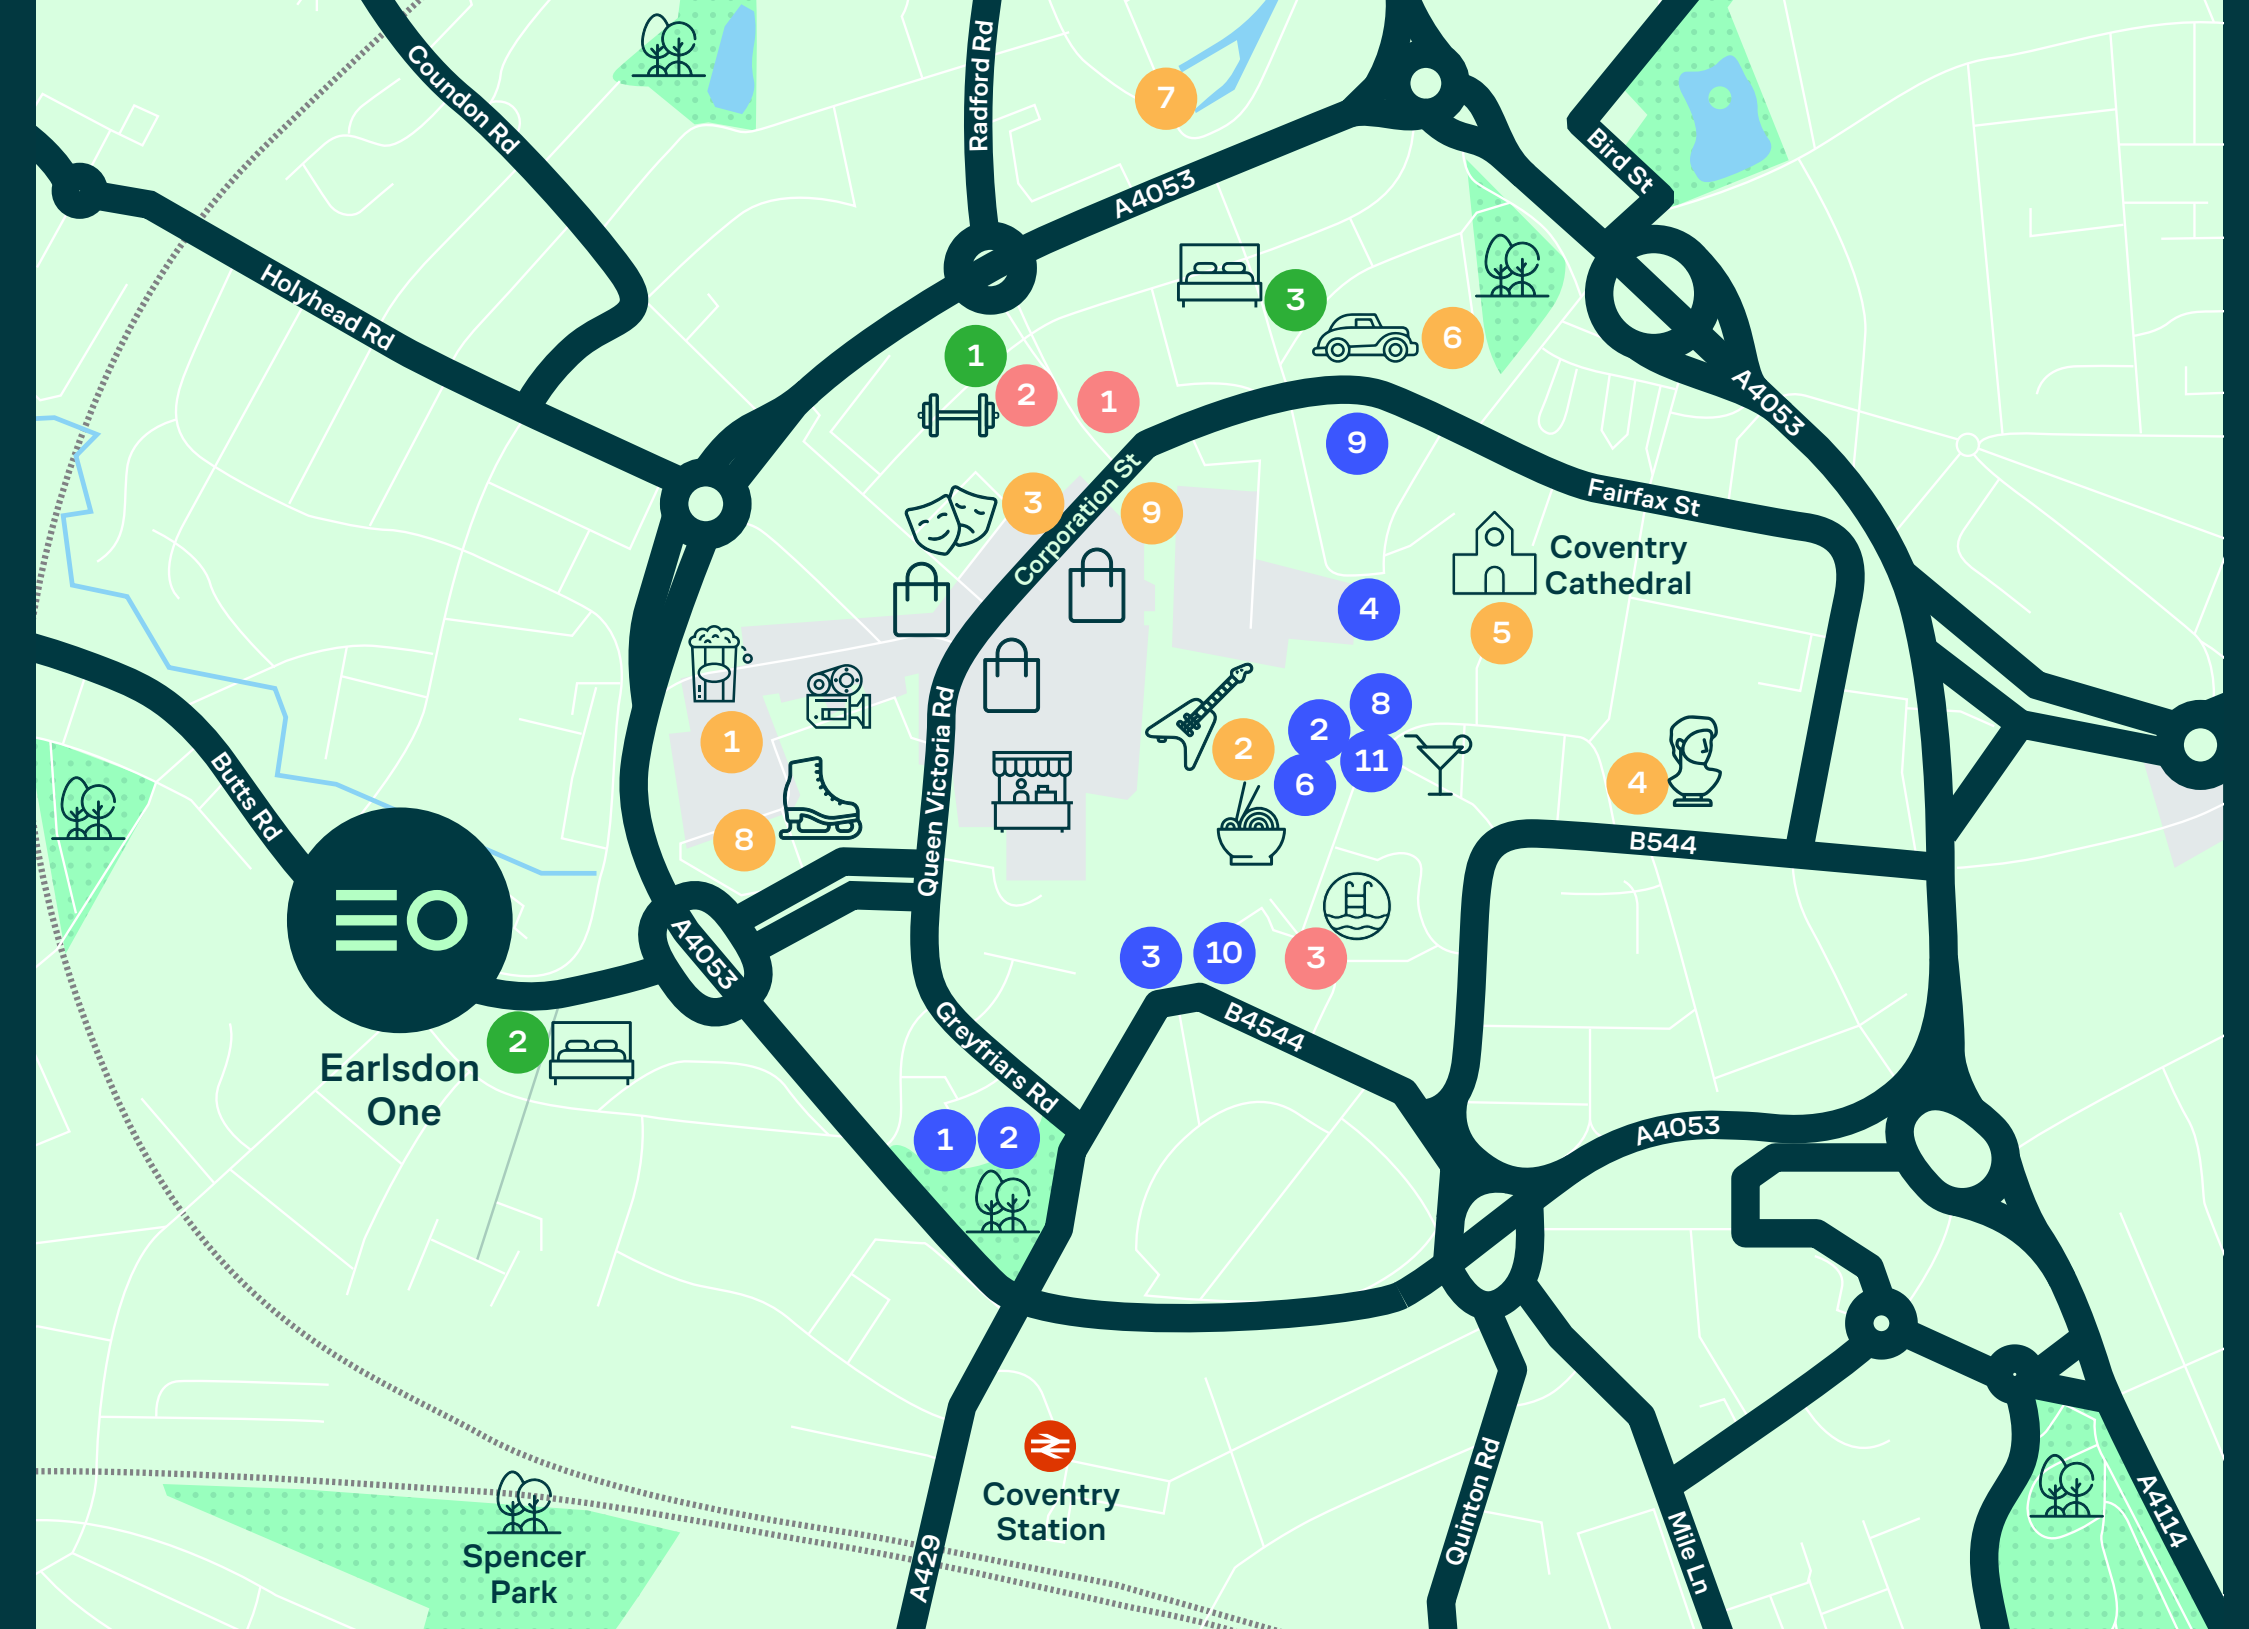 Radford Rd
Coundon Rd
7
Bird St
A4053
Holyhead Rd
3
6
1
2
1
A4053
9
Corporation St
3
9
Fairfax St
Coventry
Cathedral
4
5
Queen Victoria Rd
8
2
1
2
11
6
4
Butts Rd
8
B544
A4053
3
10
3
Greyfriars Rd
B4544
2
Earlsdon
One
1
2
A4053
Coventry
Station
Quinton Rd
Mile Ln
A4114
Spencer
Park
A429